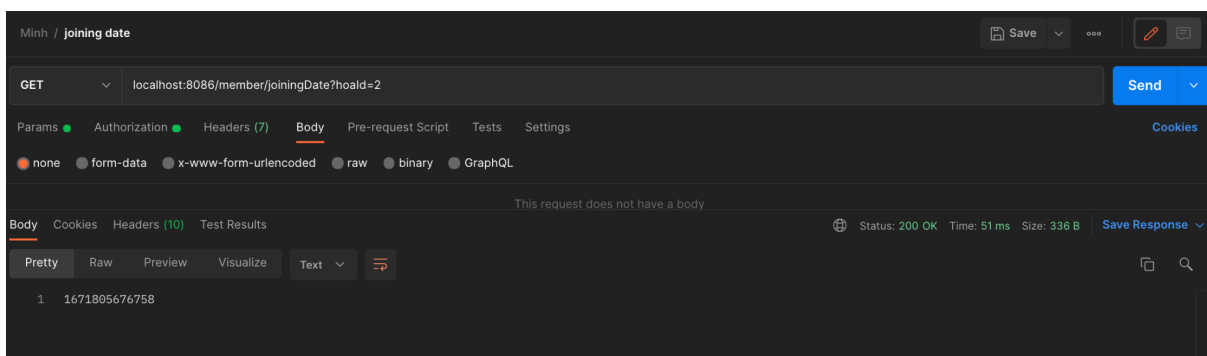 Minh / joining date
Save
ooo
GET
localhost:8086/member/joiningDate?hoaId=2
Send
Params
Authorization
Headers (7)
Body
Pre-request Script
Tests
Settings
Cookies
none
form-data
x-www-form-urlencoded
raw
binary
GraphQL
This request does not have a body
Body
Cookies
Headers (10)
Test Results
Status: 200 OK
Time: 51 ms
Size: 336 B
Save Response
Pretty
Raw
Preview
Visualize
Text
1
1671805676758